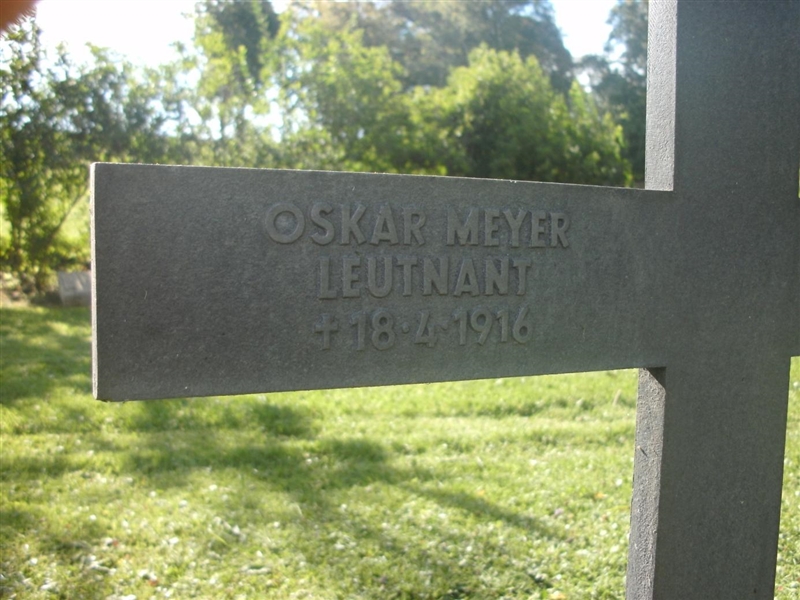 OSKAR MEYER
LEUTNANT
✝ 18·4·1916